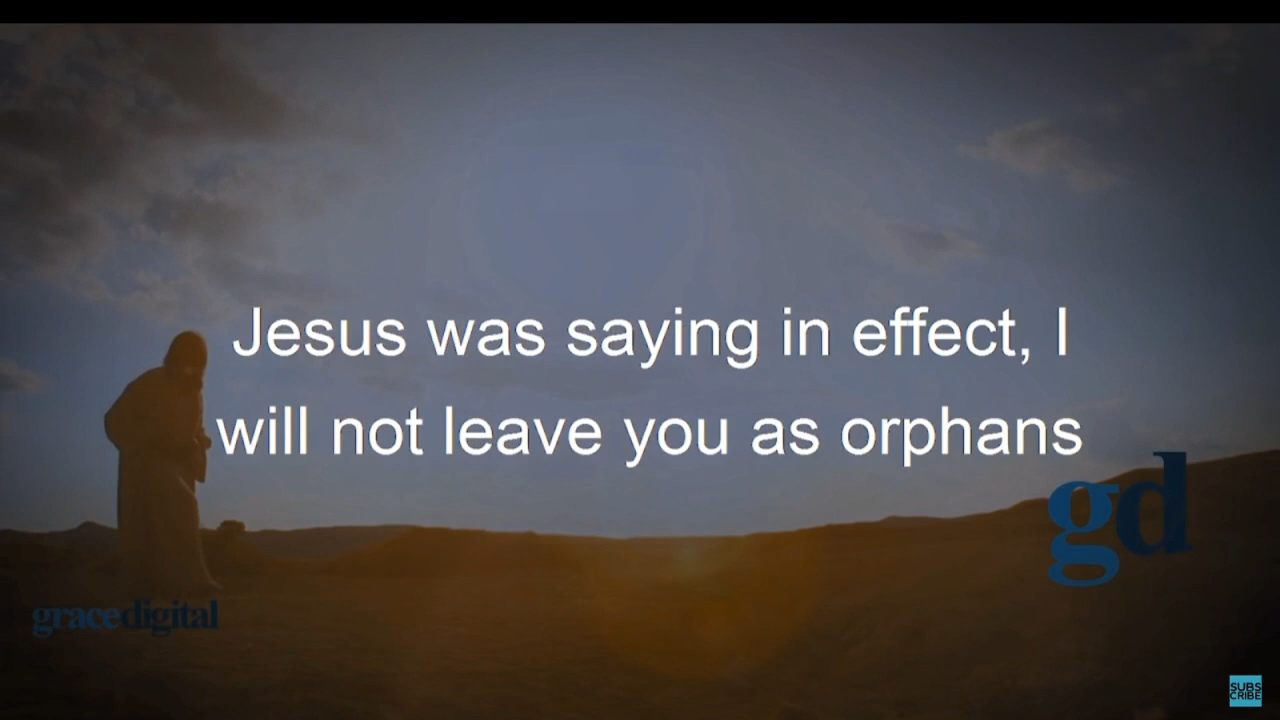 Jesus was saying in effect, I
will not leave you as orphans
gd
gracedigital
SUBS
CRIBE